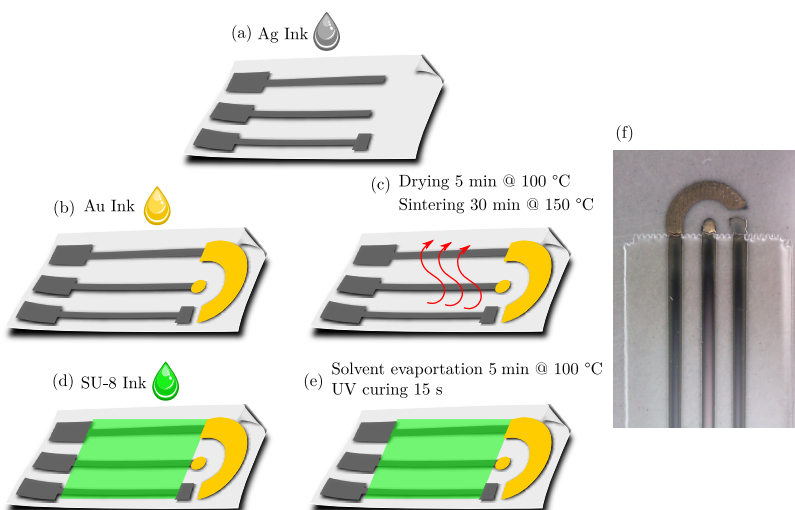 (a) Ag Ink
(b) Au Ink
(c) Drying 5 min @ 100 °C
Sintering 30 min @ 150 °C
(d) SU-8 Ink
(e) Solvent evaportation 5 min @ 100 °C
UV curing 15 s
(f)